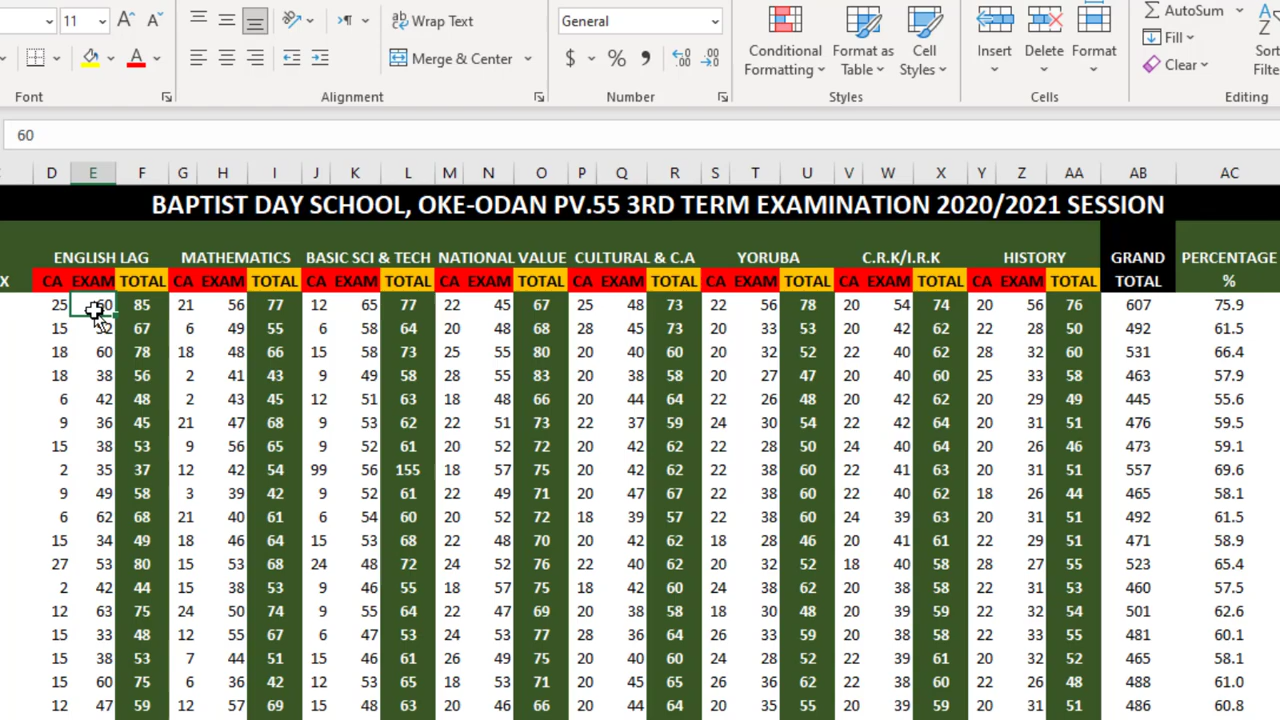 11 A^ Aˇ Wrap Text General AutoSum
Conditional Format as Cell Insert Delete Format Fill
Merge & Center $ % Formatting Table Styles Clear
Font Alignment Number Styles Cells Editing
60
D E F G H I J K L M N O P Q R S T U V W X Y Z AA AB AC
BAPTIST DAY SCHOOL, OKE-ODAN PV.55 3RD TERM EXAMINATION 2020/2021 SESSION
ENGLISH LAG MATHEMATICS BASIC SCI & TECH NATIONAL VALUE CULTURAL & C.A YORUBA C.R.K/I.R.K HISTORY GRAND PERCENTAGE
X CA EXAM TOTAL CA EXAM TOTAL CA EXAM TOTAL CA EXAM TOTAL CA EXAM TOTAL CA EXAM TOTAL CA EXAM TOTAL CA EXAM TOTAL TOTAL %
25 60 85 21 56 77 12 65 77 22 45 67 25 48 73 22 56 78 20 54 74 20 56 76 607 75.9
15 52 67 6 49 55 6 58 64 20 48 68 28 45 73 20 33 53 20 42 62 22 28 50 492 61.5
18 60 78 18 48 66 15 58 73 25 55 80 20 40 60 20 32 52 22 40 62 28 32 60 531 66.4
18 38 56 2 41 43 9 49 58 28 55 83 20 38 58 20 27 47 20 40 60 25 33 58 463 57.9
6 42 48 2 43 45 12 51 63 18 48 66 20 44 64 22 26 48 20 42 62 20 29 49 445 55.6
9 36 45 21 47 68 9 53 62 22 51 73 22 37 59 24 30 54 22 42 64 20 31 51 476 59.5
15 38 53 9 56 65 9 52 61 20 52 72 20 42 62 22 28 50 24 40 64 20 26 46 473 59.1
2 35 37 12 42 54 99 56 155 18 57 75 20 42 62 22 38 60 22 41 63 20 31 51 557 69.6
9 49 58 3 39 42 9 52 61 22 49 71 20 47 67 22 38 60 22 40 62 18 26 44 465 58.1
6 62 68 21 40 61 6 54 60 20 52 72 18 39 57 22 38 60 24 39 63 20 31 51 492 61.5
15 34 49 18 46 64 15 53 68 22 48 70 20 42 62 18 28 46 20 41 61 22 29 51 471 58.9
27 53 80 15 53 68 24 48 72 24 52 76 22 40 62 20 32 52 18 40 58 28 27 55 523 65.4
2 42 44 15 38 53 9 46 55 18 57 75 18 42 60 24 38 62 20 38 58 22 31 53 460 57.5
12 63 75 24 50 74 9 55 64 22 47 69 20 38 58 18 30 48 20 39 59 22 32 54 501 62.6
15 33 48 12 55 67 6 47 53 24 53 77 28 36 64 26 33 59 20 38 58 22 33 55 481 60.1
15 38 53 7 44 51 15 46 61 26 49 75 20 40 60 24 28 52 22 39 61 20 32 52 465 58.1
15 60 75 6 36 42 12 53 65 18 53 71 20 45 65 26 36 62 22 38 60 22 26 48 488 61.0
12 47 59 12 57 69 15 48 63 20 46 66 20 44 64 20 35 55 20 39 59 20 31 51 486 60.8